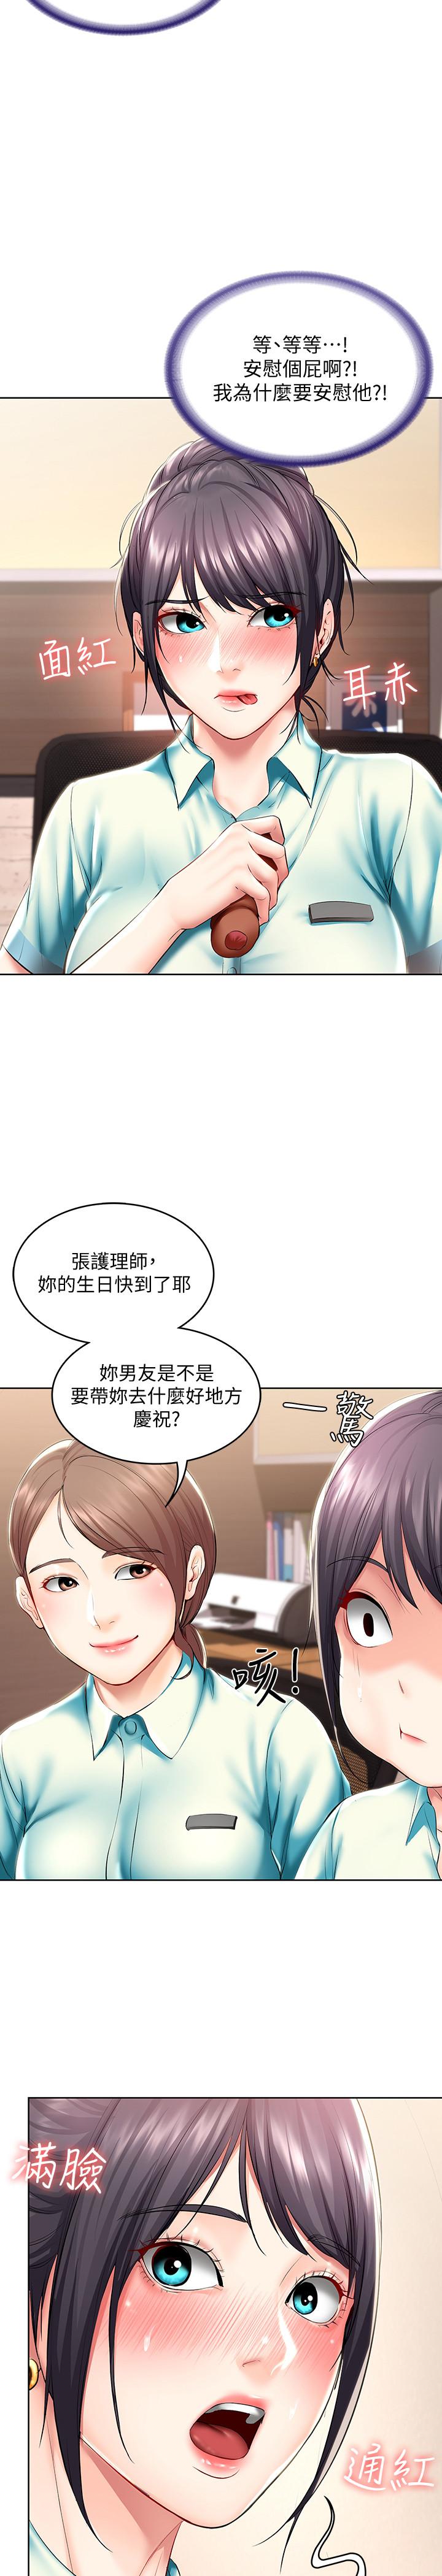 等、等等…!
安慰個屁啊?!
我為什麼要安慰他?!
面紅
耳赤
張護理師,
妳的生日快到了耶
妳男友是不是
要帶妳去什麼好地方
慶祝?
一驚
咳!
滿臉
通紅